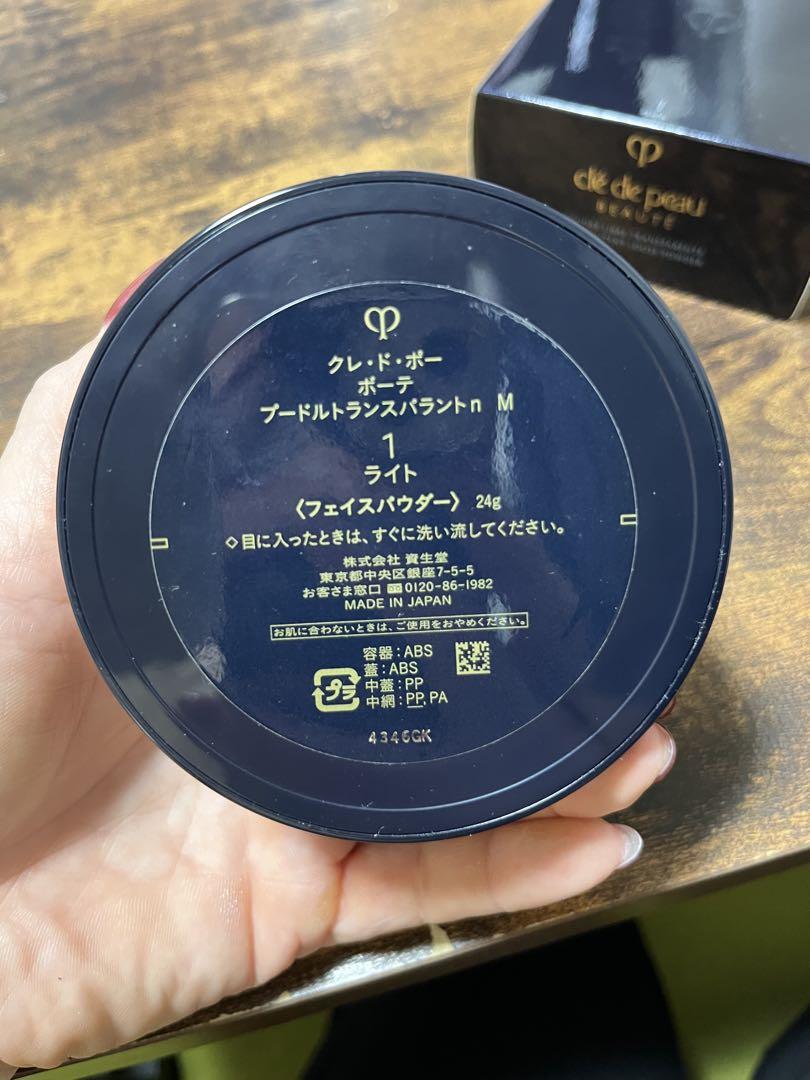 クレ・ド・ポー
ボーテ
プードルトランスパラントn M
1
ライト
〈フェイスパウダー〉 24g
◇目に入ったときは、すぐに洗い流してください。
株式会社 資生堂
東京都中央区銀座7-5-5
お客さま窓口 0120-86-1982
MADE IN JAPAN
お肌に合わないときは、ご使用をおやめください。
容器:ABS
蓋:ABS
中蓋:PP
中網:PP,PA
プラ
4346GK
clé de peau
BEAUTÉ